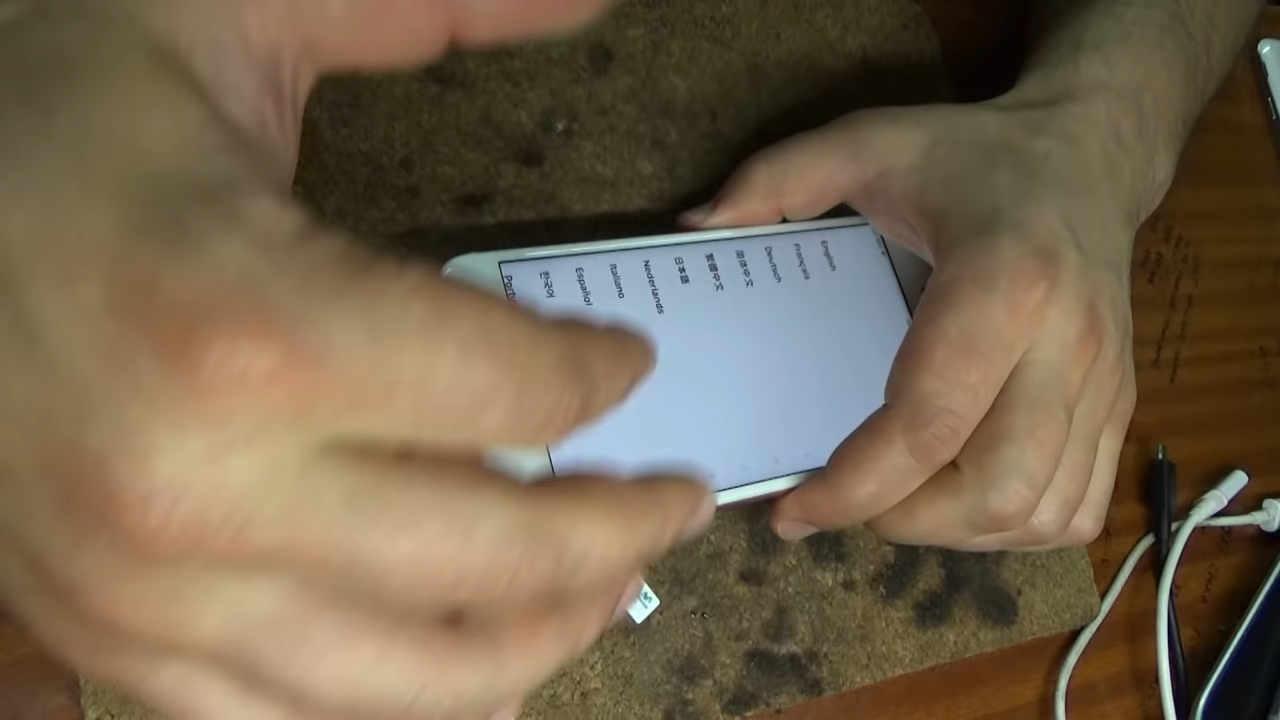 English
Français
Deutsch
简体中文
繁體中文
日本語
Nederlands
Italiano
Español
한국어